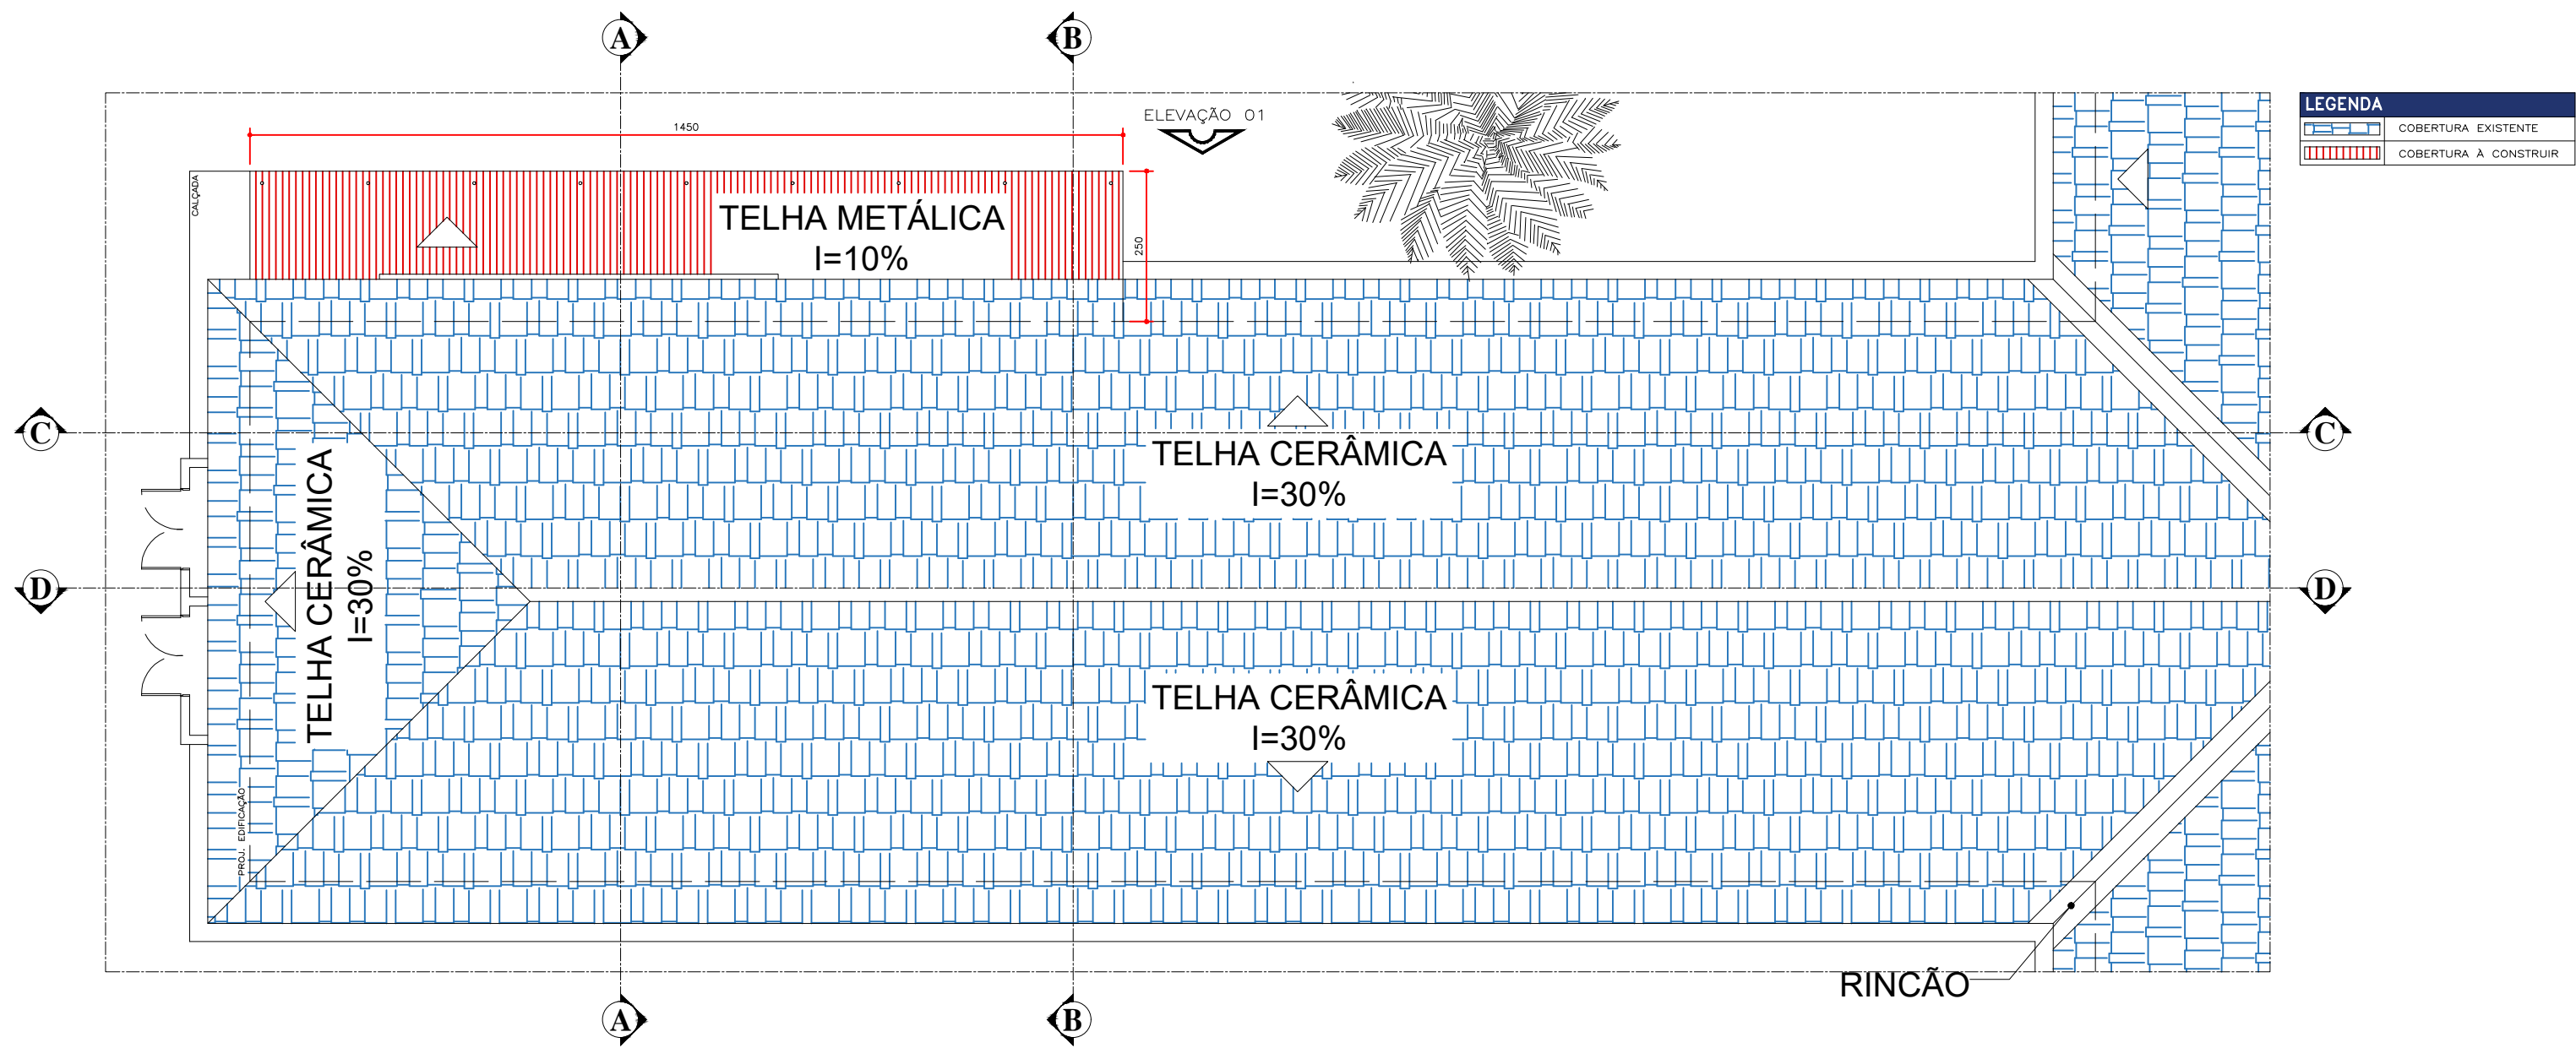 A
B
ELEVAÇÃO 01
LEGENDA
COBERTURA EXISTENTE
COBERTURA À CONSTRUIR
1450
CALÇADA
TELHA METÁLICA
I=10%
250
C
TELHA CERÂMICA
I=30%
C
TELHA CERÂMICA
I=30%
D
D
TELHA CERÂMICA
I=30%
PROJ. EDIFICAÇÃO
RINCÃO
A
B